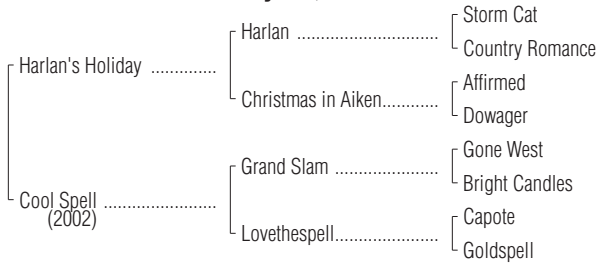 Storm Cat
Harlan ..............................
Country Romance
Harlan's Holiday ..............
Affirmed
Christmas in Aiken............
Dowager
Gone West
Grand Slam ......................
Bright Candles
Cool Spell ........................
(2002)
Capote
Lovethespell......................
Goldspell